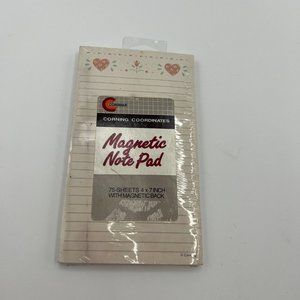 CORNING COORDINATES
Magnetic
Note Pad
75-SHEETS 4 x 7 INCH
WITH MAGNETIC BACK